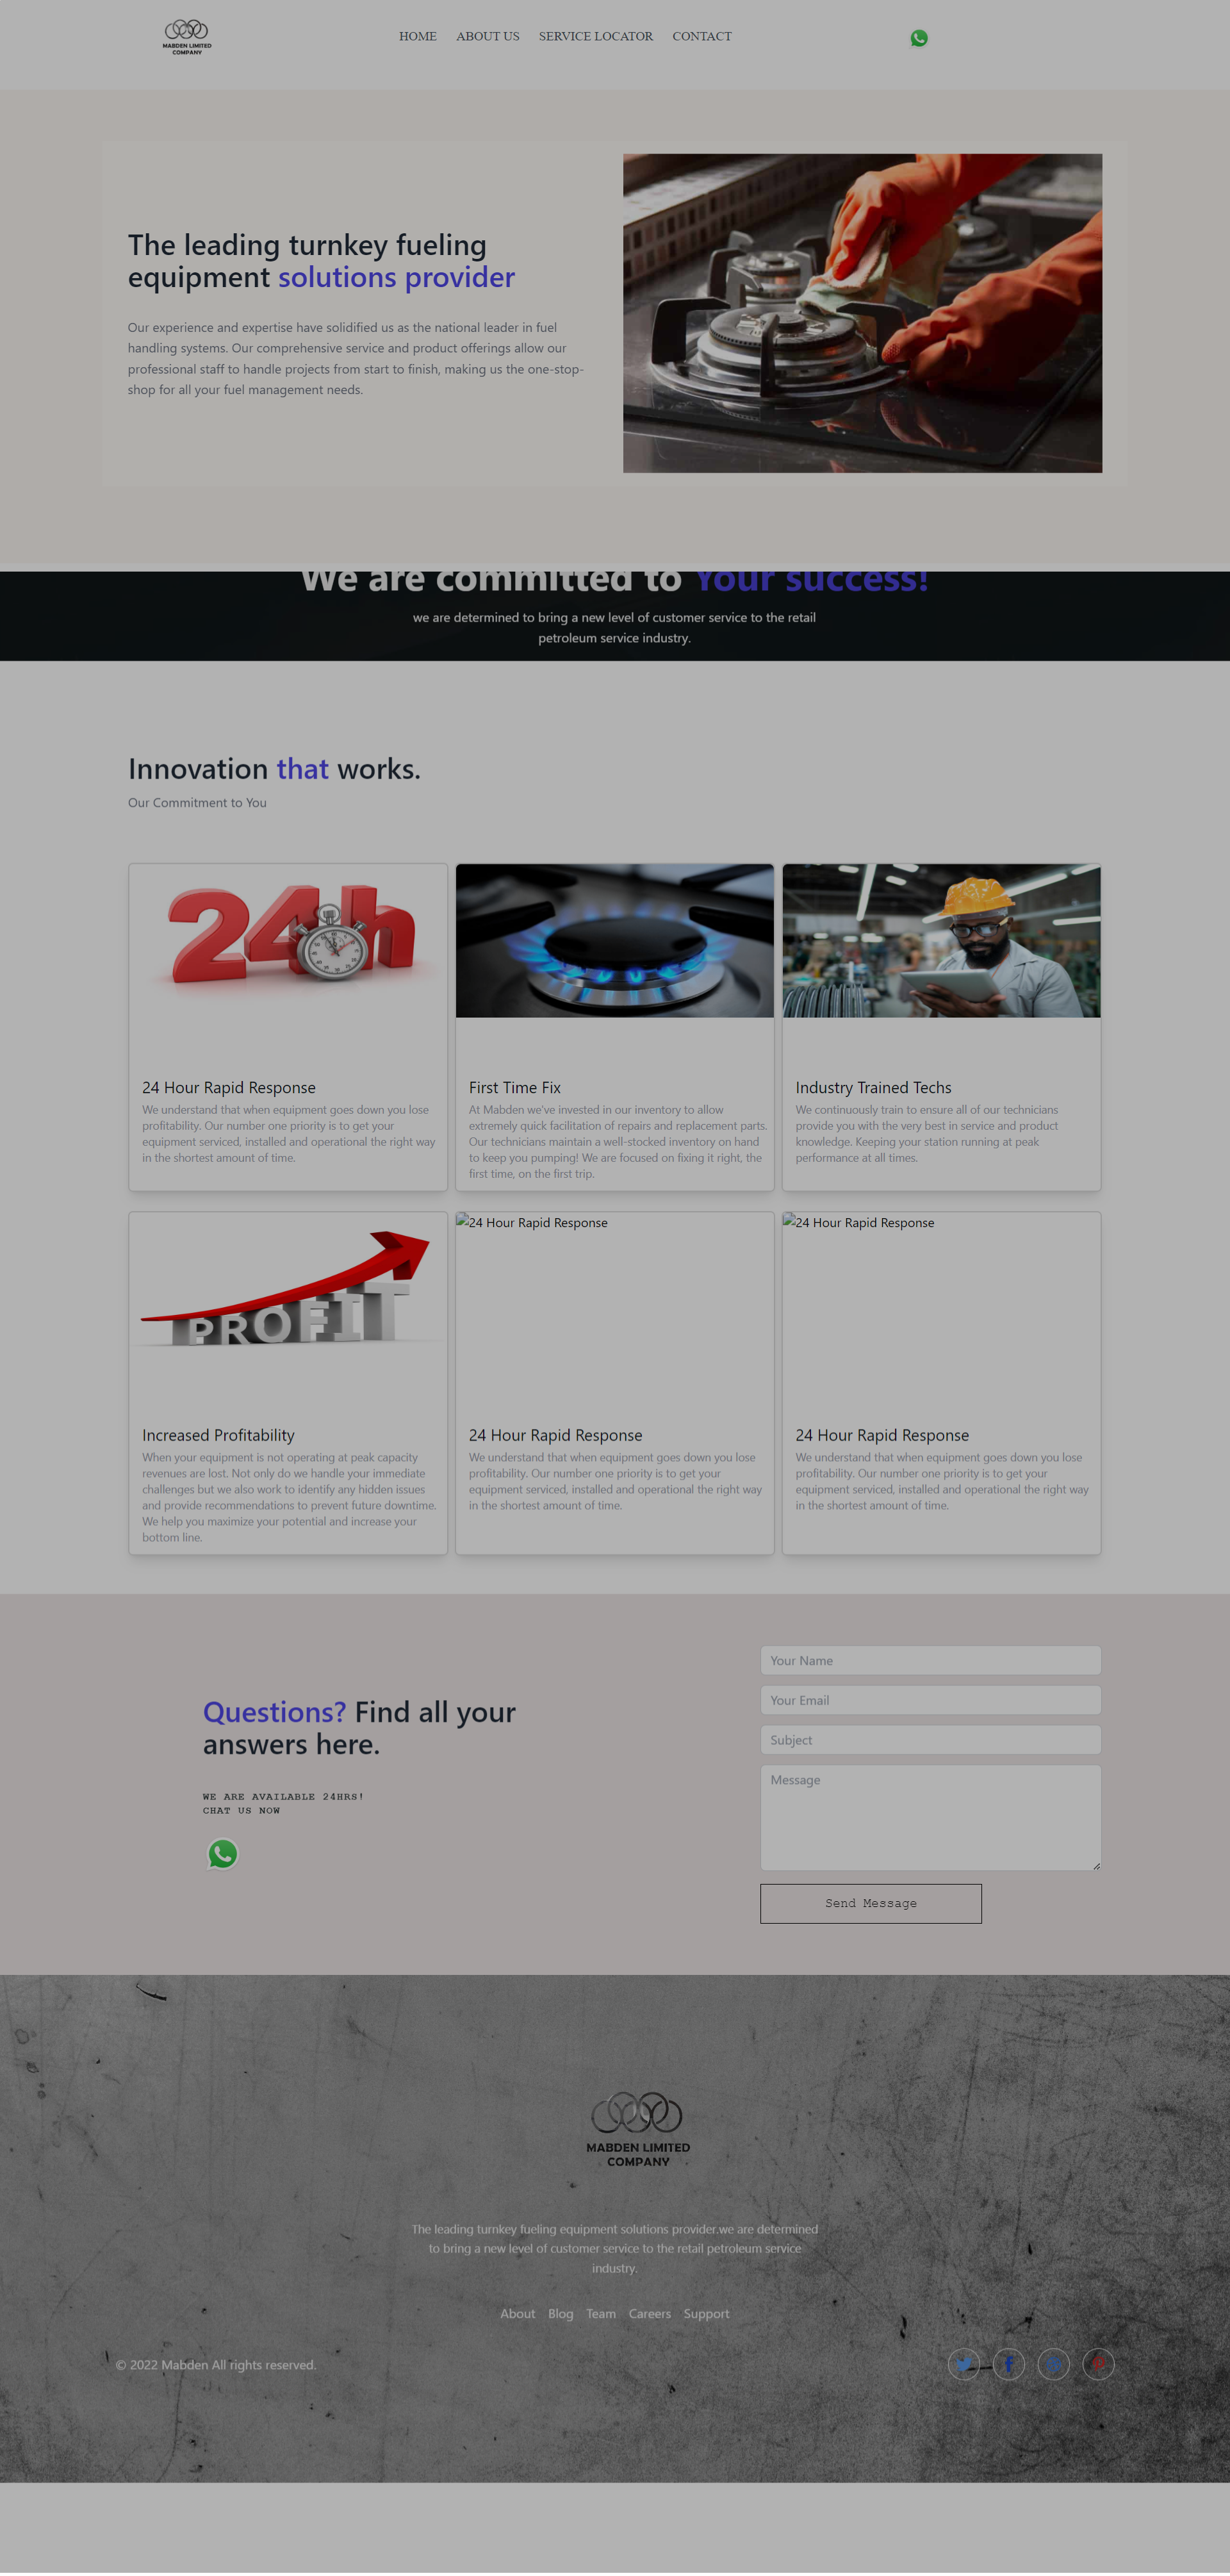 MABDEN LIMITED
COMPANY
HOME ABOUT US SERVICE LOCATOR CONTACT
The leading turnkey fueling
equipment solutions provider
Our experience and expertise have solidified us as the national leader in fuel
handling systems. Our comprehensive service and product offerings allow our
professional staff to handle projects from start to finish, making us the one-stop-
shop for all your fuel management needs.
We are committed to Your success!
we are determined to bring a new level of customer service to the retail
petroleum service industry.
Innovation that works.
Our Commitment to You
24h
24 Hour Rapid Response
We understand that when equipment goes down you lose
profitability. Our number one priority is to get your
equipment serviced, installed and operational the right way
in the shortest amount of time.
First Time Fix
At Mabden we've invested in our inventory to allow
extremely quick facilitation of repairs and replacement parts.
Our technicians maintain a well-stocked inventory on hand
to keep you pumping! We are focused on fixing it right, the
first time, on the first trip.
Industry Trained Techs
We continuously train to ensure all of our technicians
provide you with the very best in service and product
knowledge. Keeping your station running at peak
performance at all times.
PROFIT
Increased Profitability
When your equipment is not operating at peak capacity
revenues are lost. Not only do we handle your immediate
challenges but we also work to identify any hidden issues
and provide recommendations to prevent future downtime.
We help you maximize your potential and increase your
bottom line.
24 Hour Rapid Response
24 Hour Rapid Response
We understand that when equipment goes down you lose
profitability. Our number one priority is to get your
equipment serviced, installed and operational the right way
in the shortest amount of time.
24 Hour Rapid Response
24 Hour Rapid Response
We understand that when equipment goes down you lose
profitability. Our number one priority is to get your
equipment serviced, installed and operational the right way
in the shortest amount of time.
Questions? Find all your
answers here.
WE ARE AVAILABLE 24HRS!
CHAT US NOW
Your Name
Your Email
Subject
Message
Send Message
MABDEN LIMITED
COMPANY
The leading turnkey fueling equipment solutions provider.we are determined
to bring a new level of customer service to the retail petroleum service
industry.
About Blog Team Careers Support
© 2022 Mabden All rights reserved.